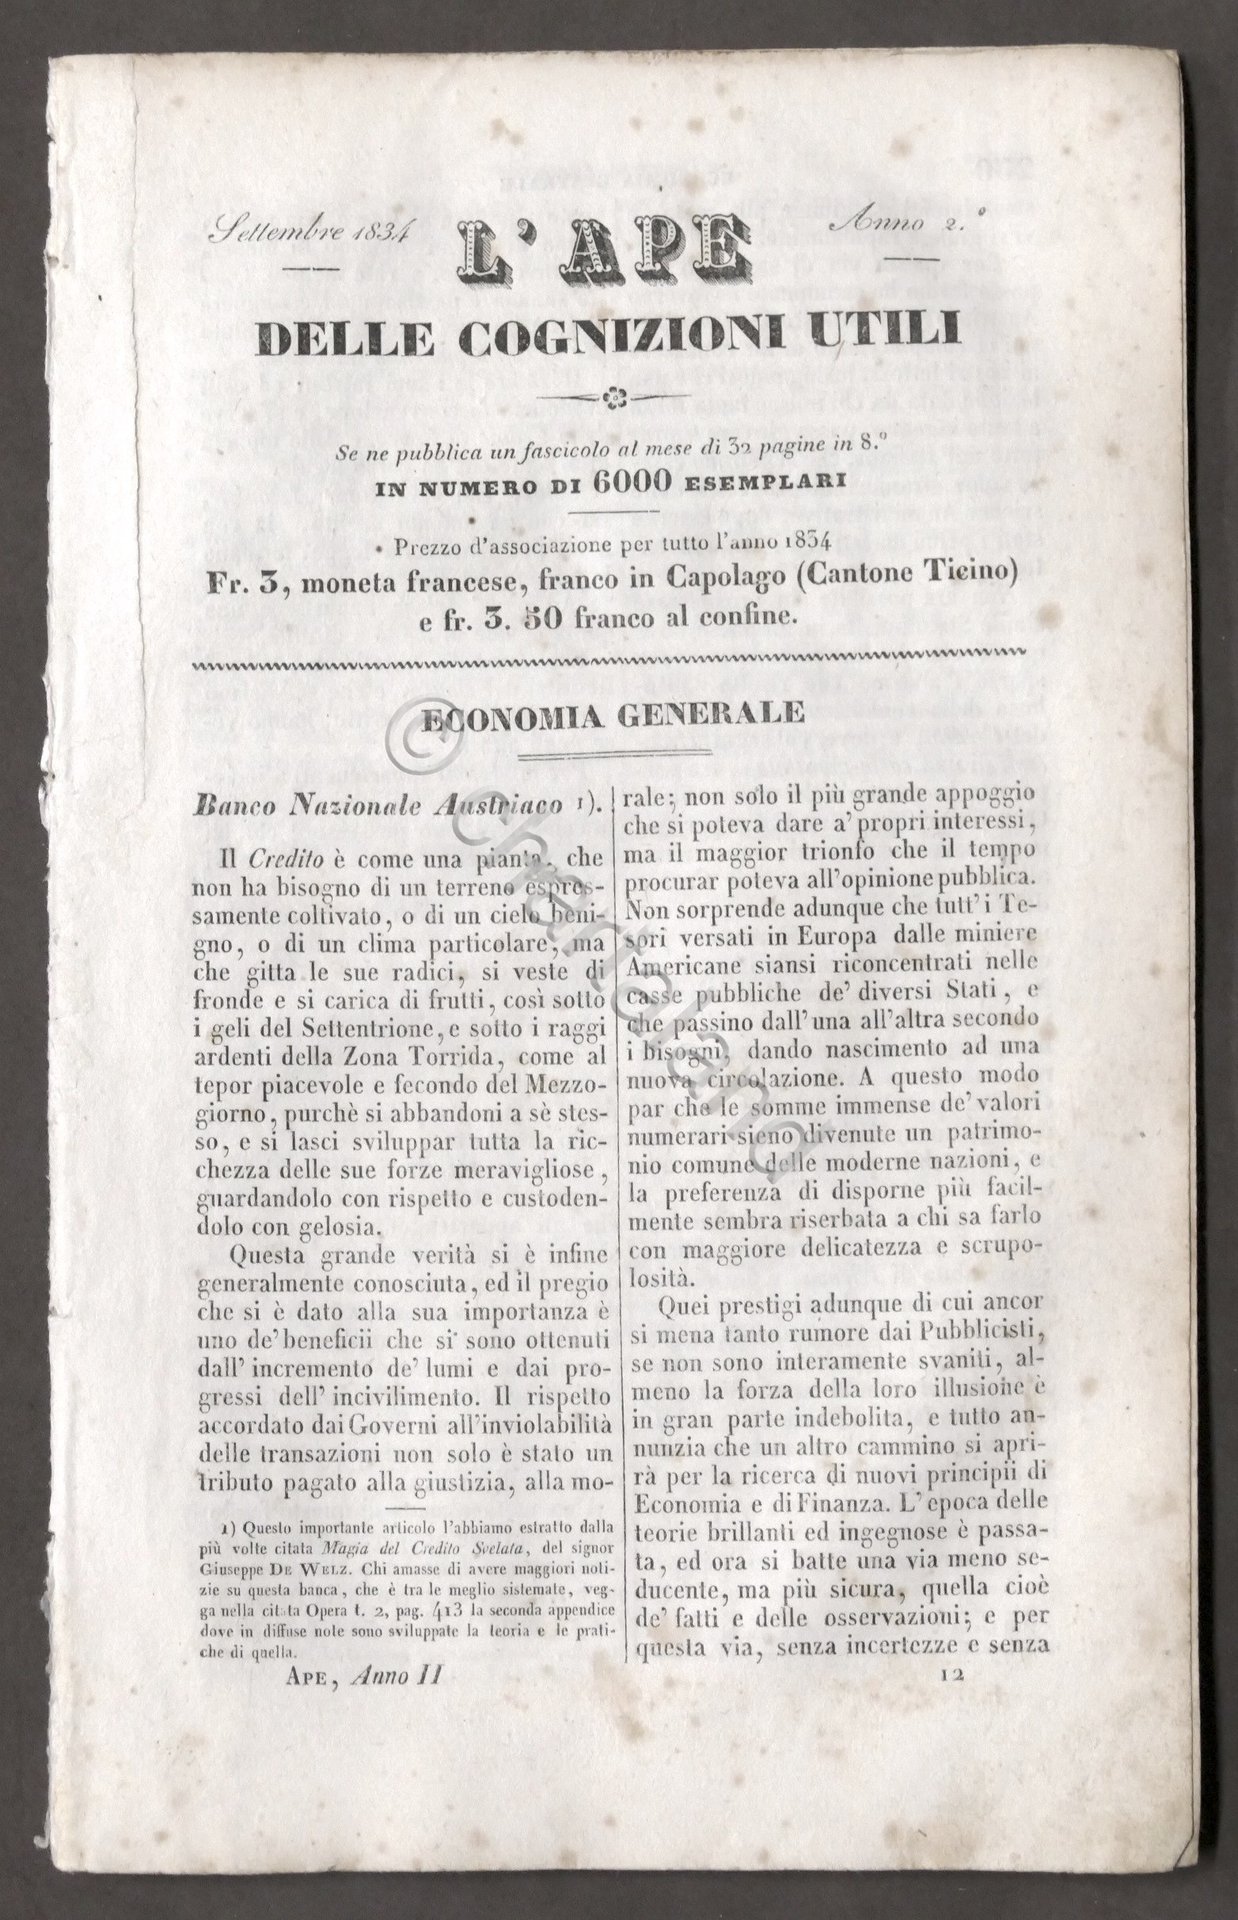 Settembre 1834
L'APE
Anno 2.°
DELLE COGNIZIONI UTILI
Se ne pubblica un fascicolo al mese di 32 pagine in 8.°
IN NUMERO DI 6000 ESEMPLARI
Prezzo d'associazione per tutto l'anno 1834
Fr. 3, moneta francese, franco in Capolago (Cantone Ticino)
e fr. 3. 50 franco al confine.
ECONOMIA GENERALE
Banco Nazionale Austriaco 1).
Il Credito è come una pianta, che
non ha bisogno di un terreno espres-
samente coltivato, o di un cielo beni-
gno, o di un clima particolare, ma
che gitta le sue radici, si veste di
fronde e si carica di frutti, così sotto
i geli del Settentrione, e sotto i raggi
ardenti della Zona Torrida, come al
tepor piacevole e fecondo del Mezzo-
giorno, purchè si abbandoni a sè stes-
so, e si lasci sviluppar tutta la ric-
chezza delle sue forze meravigliose,
guardandolo con rispetto e custoden-
dolo con gelosia.
Questa grande verità si è infine
generalmente conosciuta, ed il pregio
che si è dato alla sua importanza è
uno de' beneficii che si sono ottenuti
dall' incremento de' lumi e dai pro-
gressi dell' incivilimento. Il rispetto
accordato dai Governi all'inviolabilità
delle transazioni non solo è stato un
tributo pagato alla giustizia, alla mo-
1) Questo importante articolo l'abbiamo estratto dalla
più volte citata Magia del Credito Svelata, del signor
Giuseppe DE WELZ. Chi amasse di avere maggiori noti-
zie su questa banca, che è tra le meglio sistemate, veg-
ga nella citata Opera t. 2, pag. 413 la seconda appendice
dove in diffuse note sono sviluppate la teoria e le prati-
che di quella.
APE, Anno II
rale; non solo il più grande appoggio
che si poteva dare a' propri interessi,
ma il maggior trionfo che il tempo
procurar poteva all'opinione pubblica.
Non sorprende adunque che tutt' i Te-
sori versati in Europa dalle miniere
Americane siansi riconcentrati nelle
casse pubbliche de' diversi Stati, e
che passino dall' una all'altra secondo
i bisogni, dando nascimento ad una
nuova circolazione. A questo modo
par che le somme immense de' valori
numerari sieno divenute un patrimo-
nio comune delle moderne nazioni, e
la preferenza di disporne più facil-
mente sembra riserbata a chi sa farlo
con maggiore delicatezza e scrupo-
losità.
Quei prestigi adunque di cui ancor
si mena tanto rumore dai Pubblicisti,
se non sono interamente svaniti, al-
meno la forza della loro illusione è
in gran parte indebolita, e tutto an-
nunzia che un altro cammino si apri-
rà per la ricerca di nuovi principii di
Economia e di Finanza. L' epoca delle
teorie brillanti ed ingegnose è passa-
ta, ed ora si batte una via meno se-
ducente, ma più sicura, quella cioè
de' fatti e delle osservazioni; e per
questa via, senza incertezze e senza
12
© chartaland